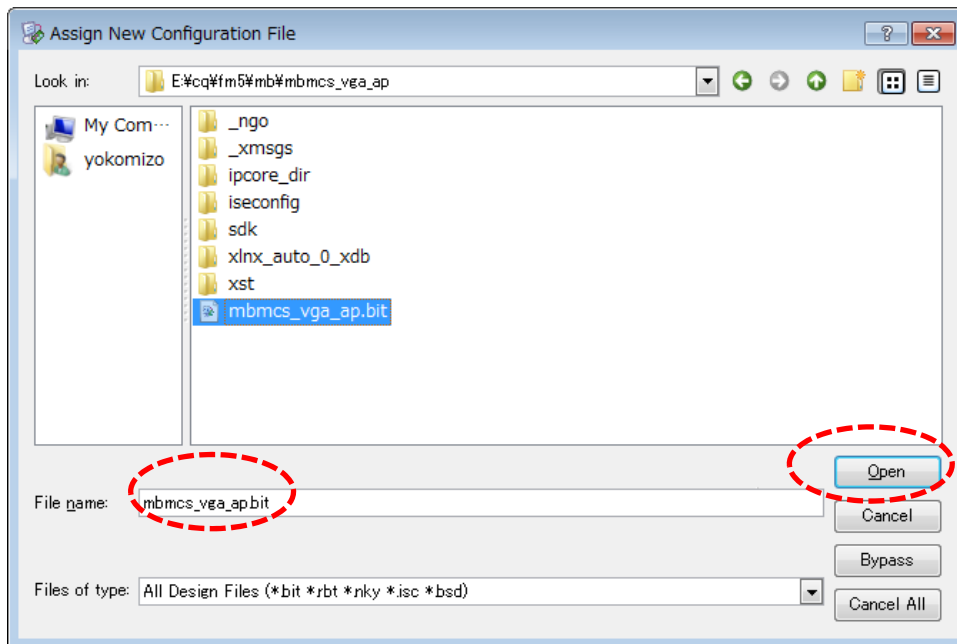 Assign New Configuration File
Look in: E:¥cq¥fm5¥mb¥mbmcs_vga_ap
My Com···
yokomizo
_ngo
_xmsgs
ipcore_dir
iseconfig
sdk
xlnx_auto_0_xdb
xst
mbmcs_vga_ap.bit
Open
File name: mbmcs_vga_ap.bit
Cancel
Bypass
Files of type: All Design Files (*.bit *.rbt *.nky *.isc *.bsd)
Cancel All